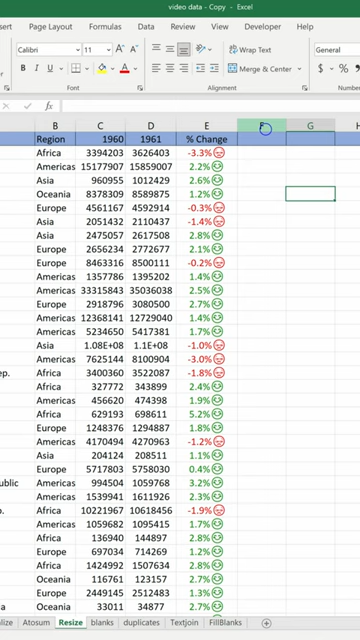 video data - Copy - Excel
sert Page Layout Formulas Data Review View Developer Help
Calibri 11 A A Wrap Text General
B I U A Merge & Center $ %
Font Alignment
fx
B C D E F G H
Region 1960 1961 % Change
Africa 3394203 3626403 -3.3%
Americas 15177907 15859007 2.2%
Asia 960955 1012429 2.6%
Oceania 8378309 8589875 1.2%
Europe 4561167 4592914 -0.3%
Asia 2051432 2110437 -1.4%
Asia 2475057 2617508 2.8%
Europe 2656234 2772677 2.1%
Europe 8463316 8500111 -0.2%
Americas 1357786 1395202 1.4%
Americas 33315843 35036038 2.5%
Europe 2918796 3080500 2.7%
Americas 12368141 12729040 1.4%
Americas 5234650 5417381 1.7%
Asia 1.08E+08 1.1E+08 -1.0%
Americas 7625144 8100904 -3.0%
ep. Africa 3400360 3522087 -1.8%
Africa 327772 343899 2.4%
Americas 456620 474398 1.9%
Africa 629193 698611 5.2%
Europe 1248376 1294887 1.8%
Americas 4170494 4270963 -1.2%
Asia 204124 208511 1.1%
Europe 5717803 5758030 0.4%
public Americas 994504 1059768 3.2%
Americas 1539941 1611926 2.3%
o. Africa 10221967 10618456 -1.9%
Americas 1059682 1095415 1.7%
Africa 136940 144897 2.8%
Europe 697034 714269 1.2%
Africa 1424992 1507634 2.8%
Oceania 116761 123157 2.7%
Europe 2449145 2512483 1.3%
a Oceania 33011 34877 2.7%
alize Atosum Resize blanks duplicates Textjoin FillBlanks